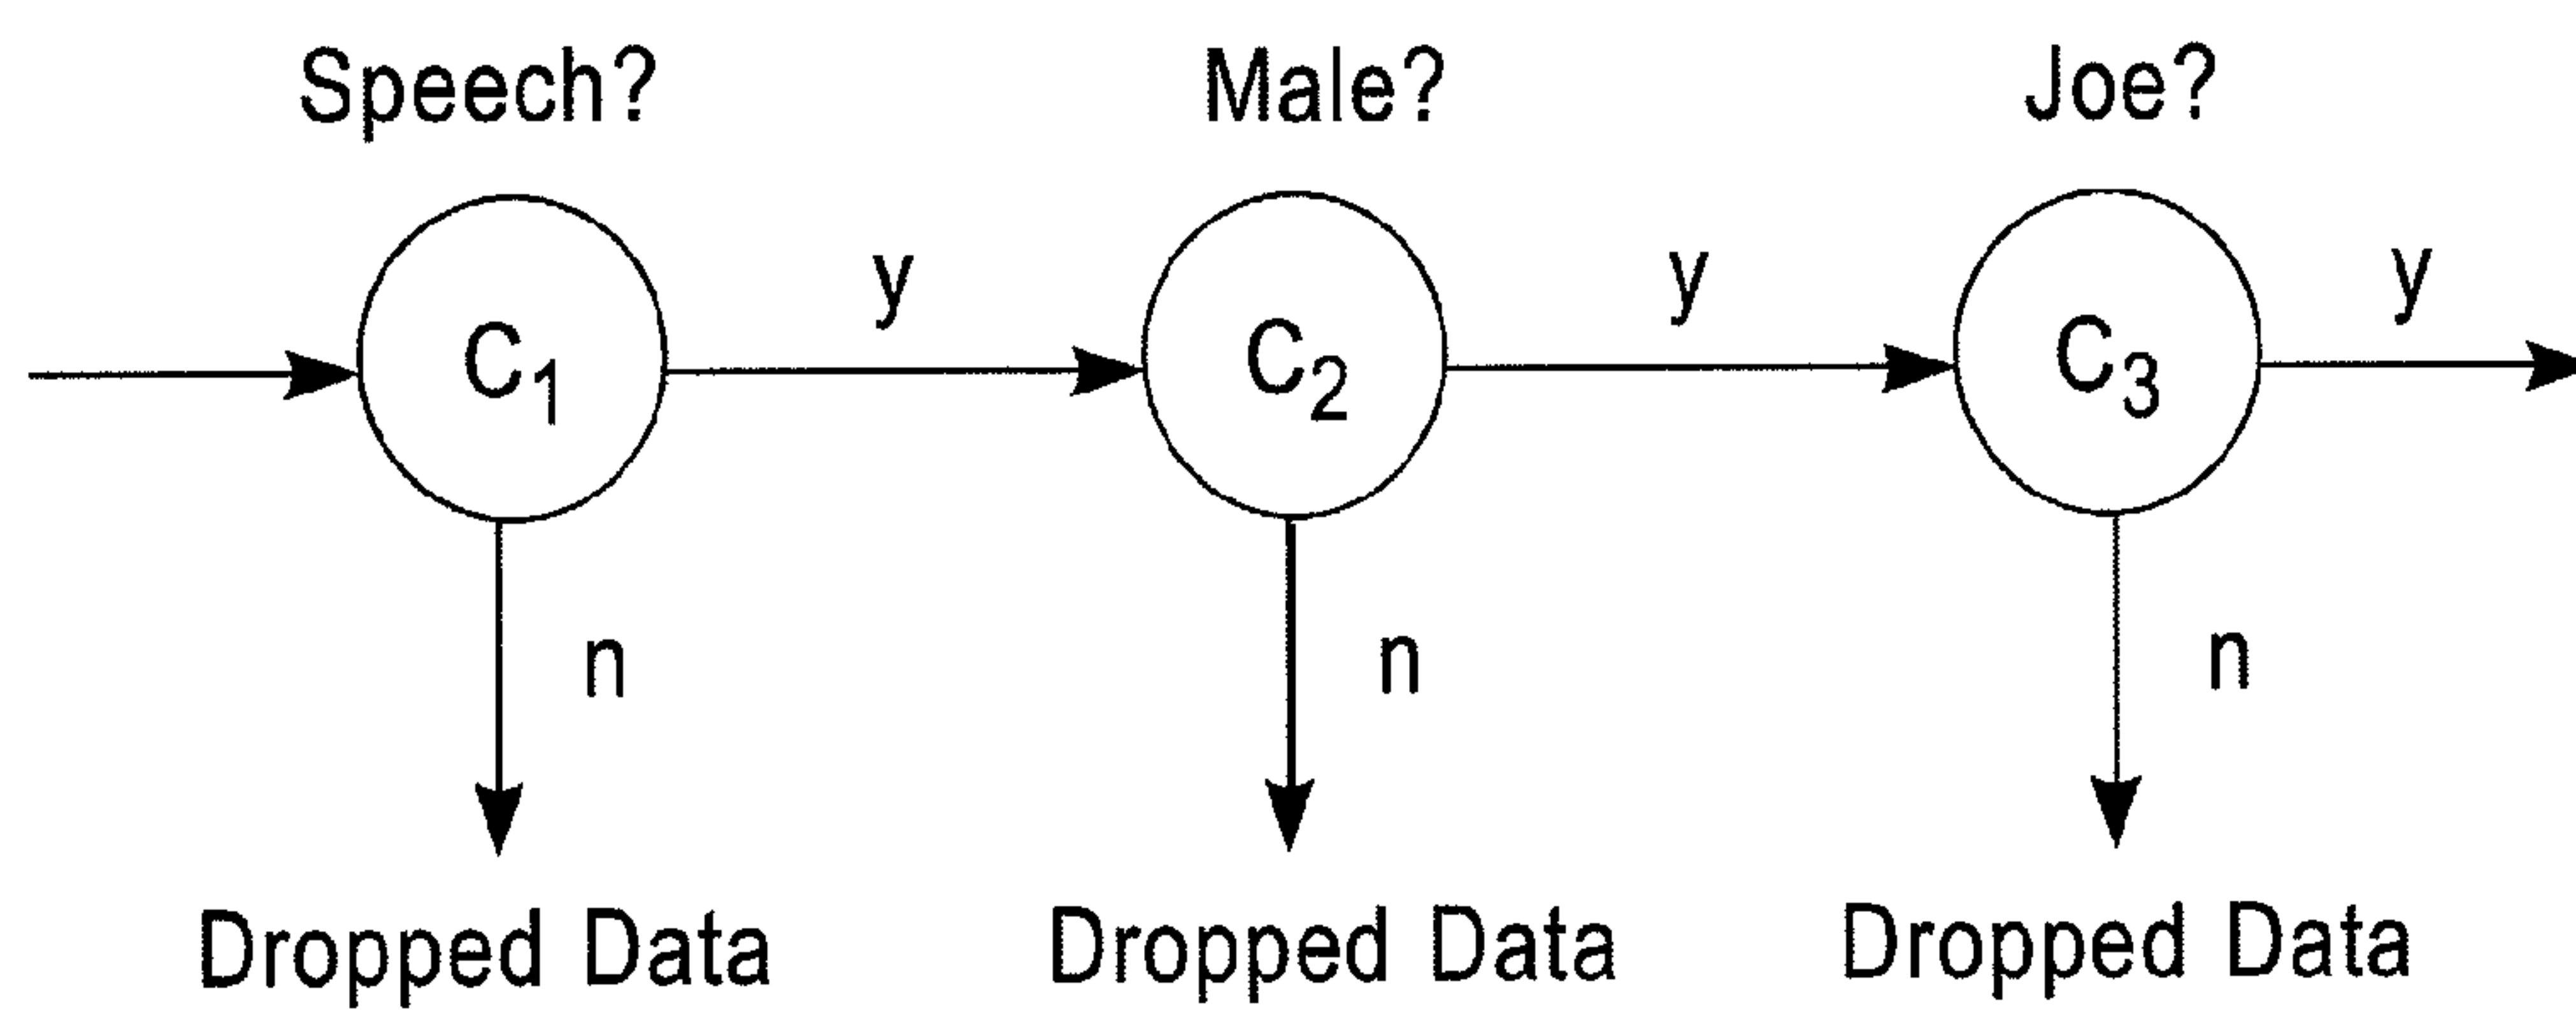 Speech? Male? Joe?
y y y
C1 C2 C3
n n n
Dropped Data Dropped Data Dropped Data